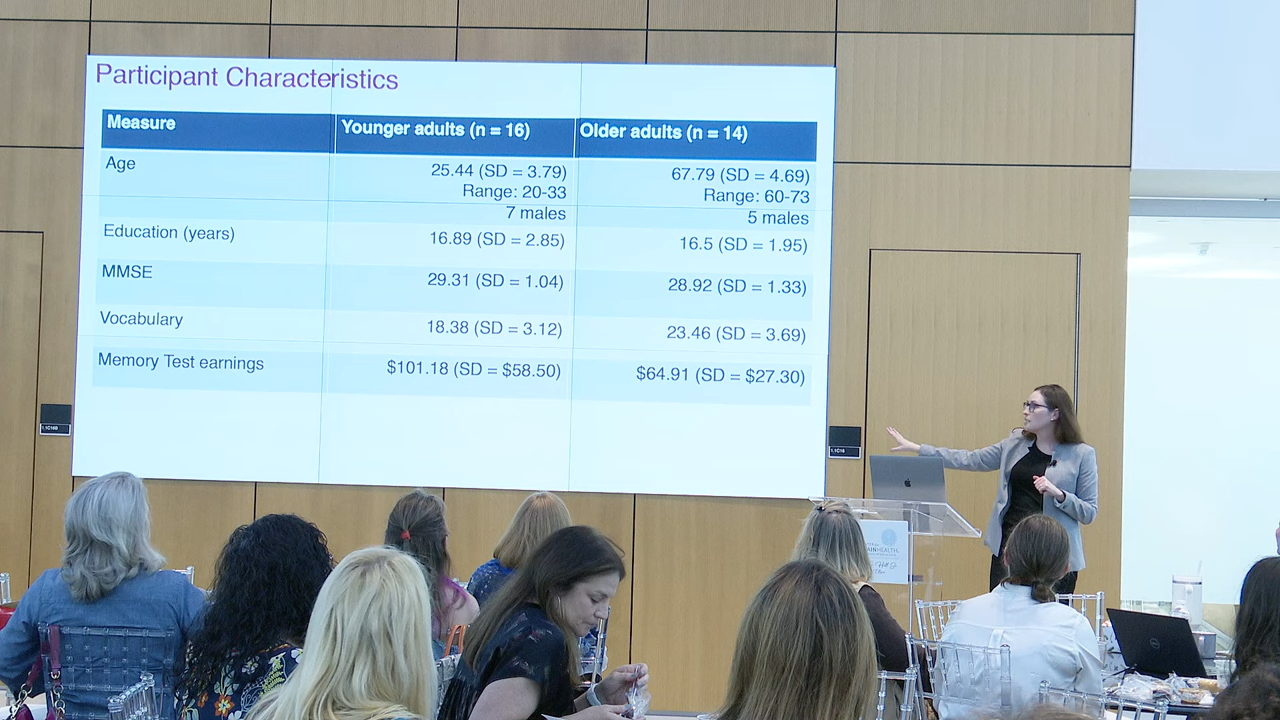 Participant Characteristics
Measure Younger adults (n = 16) Older adults (n = 14)
Age 25.44 (SD = 3.79) 67.79 (SD = 4.69)
Range: 20-33 Range: 60-73
7 males 5 males
Education (years) 16.89 (SD = 2.85) 16.5 (SD = 1.95)
MMSE 29.31 (SD = 1.04) 28.92 (SD = 1.33)
Vocabulary 18.38 (SD = 3.12) 23.46 (SD = 3.69)
Memory Test earnings $101.18 (SD = $58.50) $64.91 (SD = $27.30)